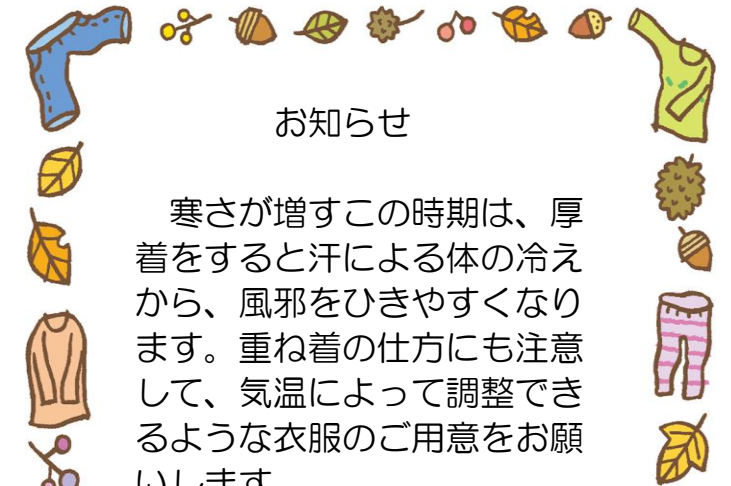 お知らせ
　寒さが増すこの時期は、厚
着をすると汗による体の冷え
から、風邪をひきやすくなり
ます。重ね着の仕方にも注意
して、気温によって調整でき
るような衣服のご用意をお願
いします